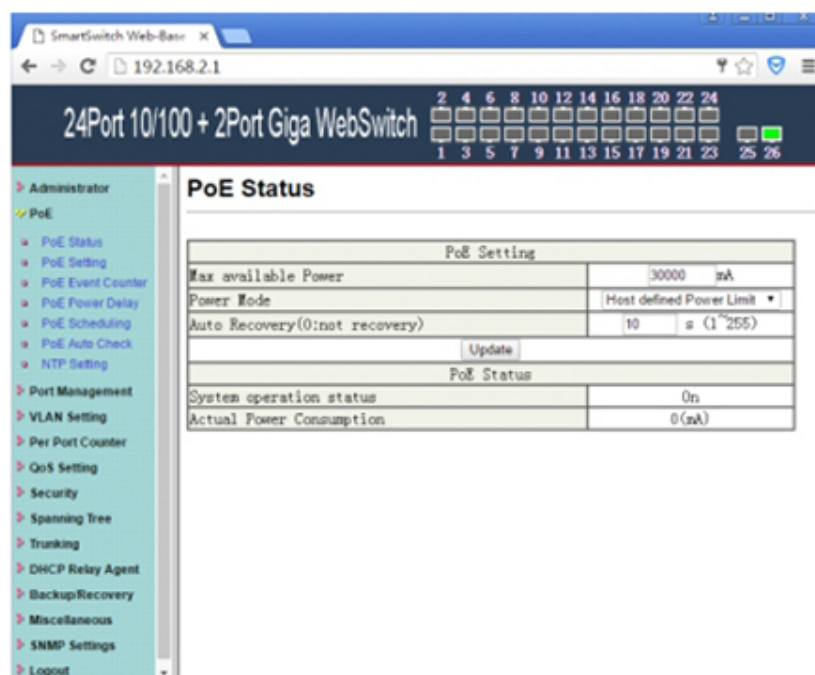 SmartSwitch Web-Base
192.168.2.1
24Port 10/100 + 2Port Giga WebSwitch
2 4 6 8 10 12 14 16 18 20 22 24
1 3 5 7 9 11 13 15 17 19 21 23 25 26
Administrator
PoE
PoE Status
PoE Setting
PoE Event Counter
PoE Power Delay
PoE Scheduling
PoE Auto Check
NTP Setting
Port Management
VLAN Setting
Per Port Counter
QoS Setting
Security
Spanning Tree
Trunking
DHCP Relay Agent
Backup/Recovery
Miscellaneous
SNMP Settings
Logout
PoE Status
PoE Setting
Max available Power 30000 mA
Power Mode Host defined Power Limit
Auto Recovery(0:not recovery) 10 s (1~255)
Update
PoE Status
System operation status On
Actual Power Consumption 0(mA)